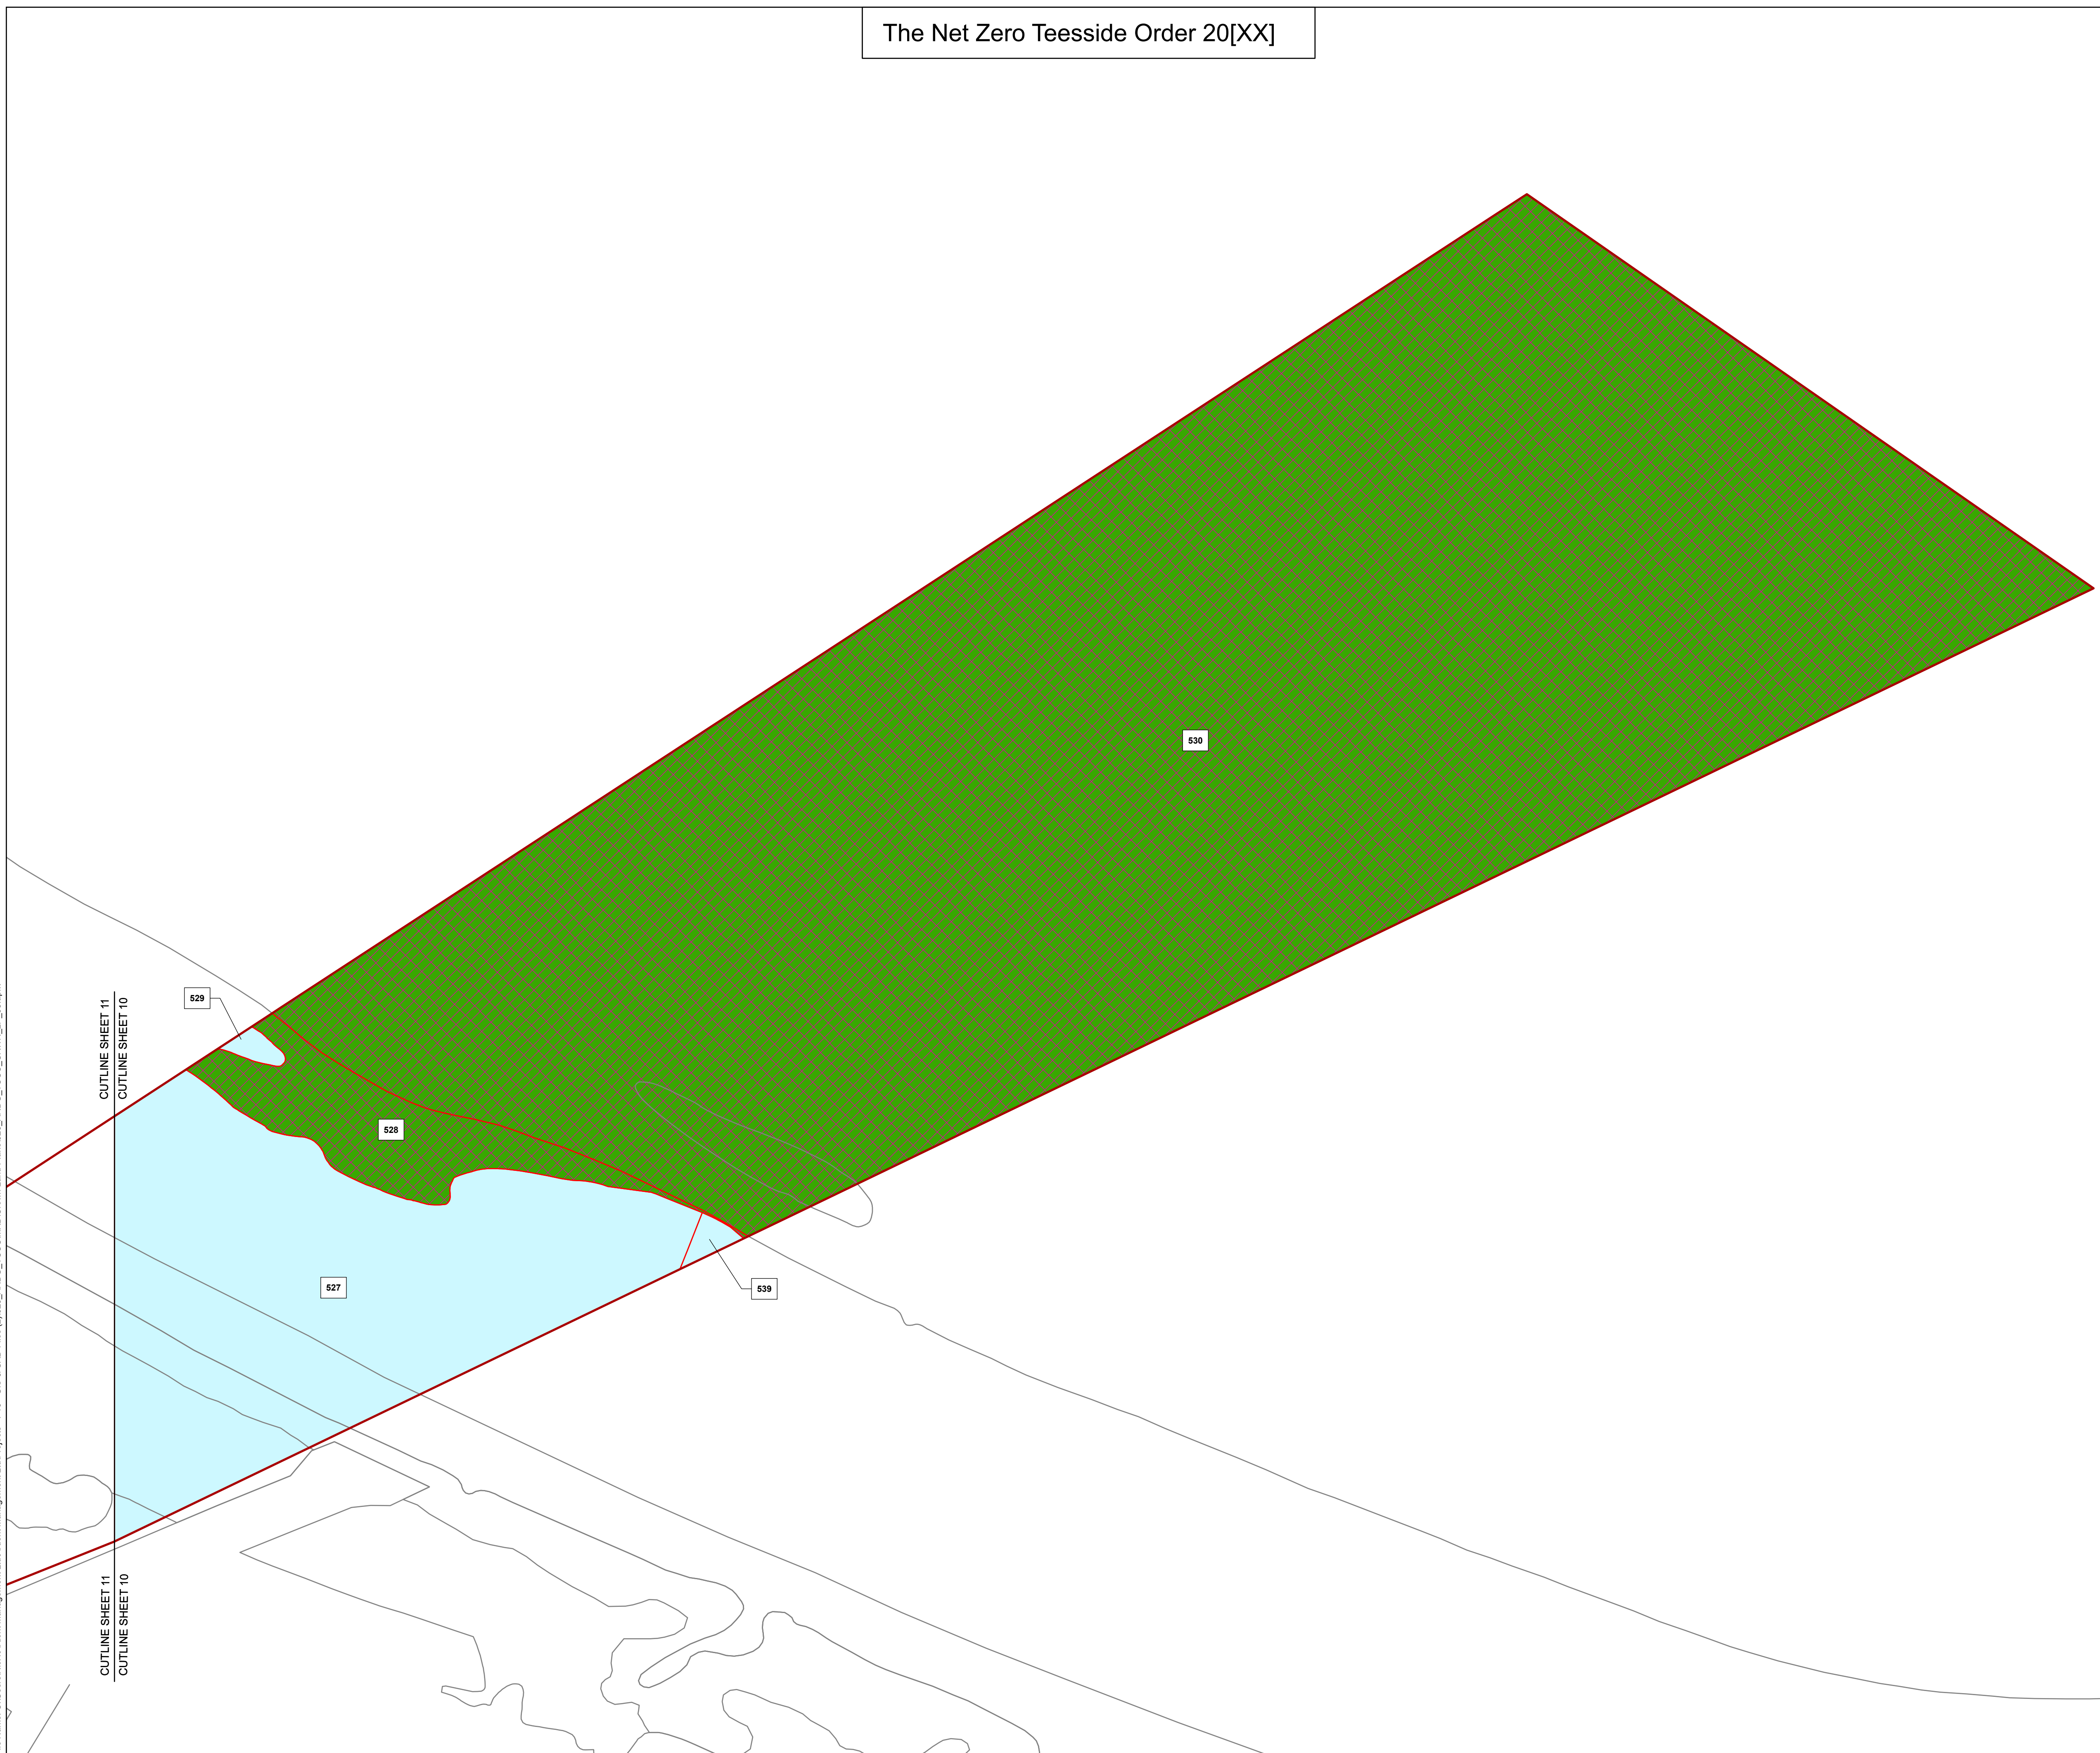 The Net Zero Teesside Order 20[XX]
530
CUTLINE SHEET 11
CUTLINE SHEET 10
529
528
527
539
CUTLINE SHEET 11
CUTLINE SHEET 10